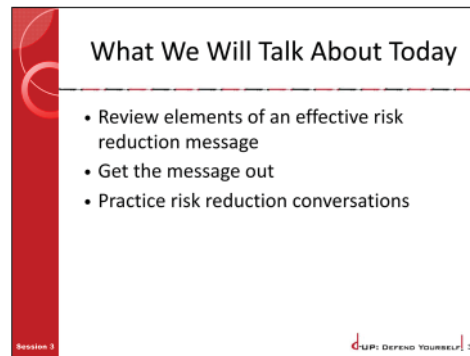 What We Will Talk About Today
• Review elements of an effective risk
reduction message
• Get the message out
• Practice risk reduction conversations
Session 3
d-UP: DEFEND YOURSELF!